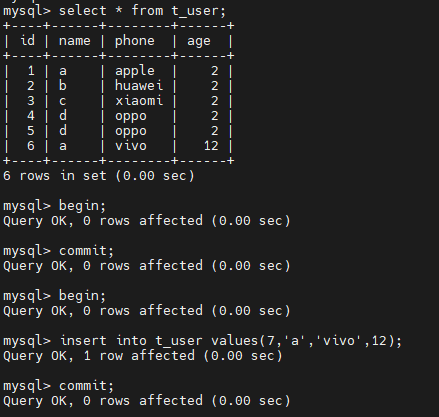 mysql> select * from t_user;
+----+------+--------+------+
| id | name | phone  | age  |
+----+------+--------+------+
|  1 | a    | apple  |    2 |
|  2 | b    | huawei |    2 |
|  3 | c    | xiaomi |    2 |
|  4 | d    | oppo   |    2 |
|  5 | d    | oppo   |    2 |
|  6 | a    | vivo   |   12 |
+----+------+--------+------+
6 rows in set (0.00 sec)
mysql> begin;
Query OK, 0 rows affected (0.00 sec)
mysql> commit;
Query OK, 0 rows affected (0.00 sec)
mysql> begin;
Query OK, 0 rows affected (0.00 sec)
mysql> insert into t_user values(7,'a','vivo',12);
Query OK, 1 row affected (0.00 sec)
mysql> commit;
Query OK, 0 rows affected (0.00 sec)